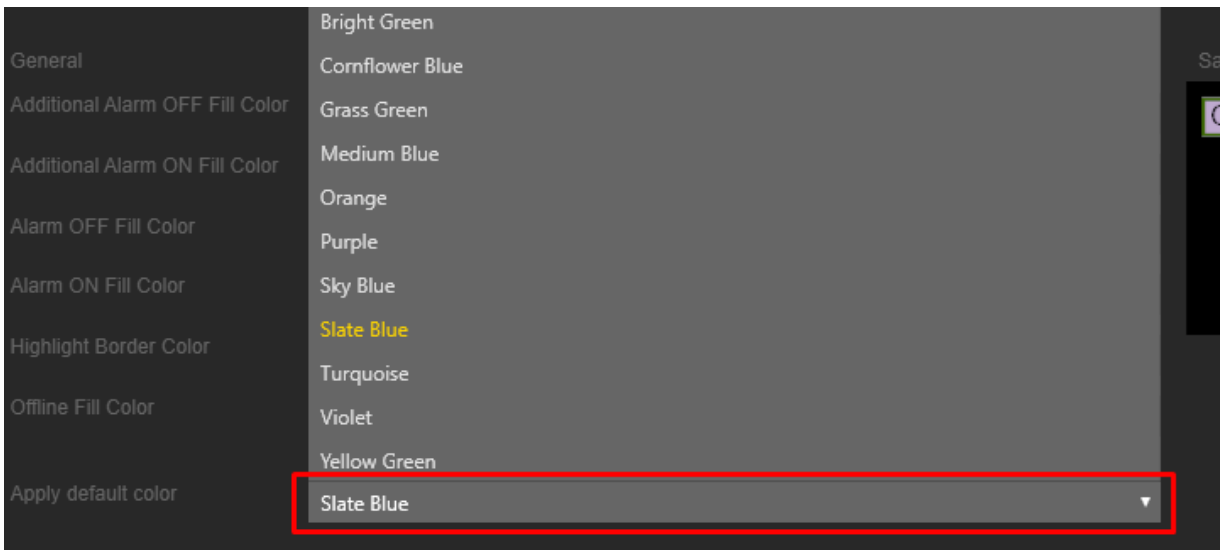 Bright Green
General
Cornflower Blue
Additional Alarm OFF Fill Color
Grass Green
Additional Alarm ON Fill Color
Medium Blue
Orange
Alarm OFF Fill Color
Purple
Alarm ON Fill Color
Sky Blue
Highlight Border Color
Slate Blue
Turquoise
Offline Fill Color
Violet
Yellow Green
Apply default color
Slate Blue